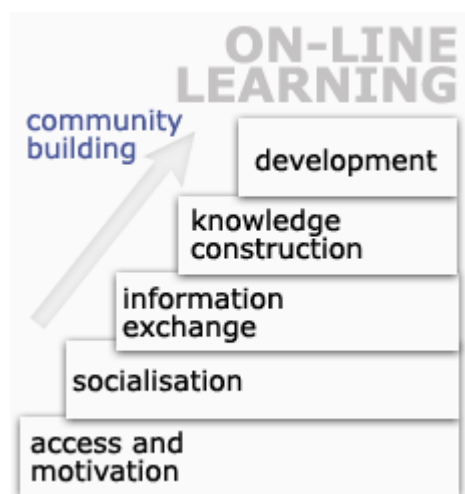 ON-LINE
LEARNING
community
building
development
knowledge
construction
information
exchange
socialisation
access and
motivation